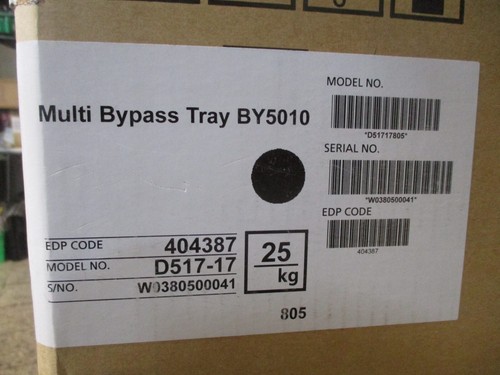 MODEL NO.
"D51717805"
Multi Bypass Tray BY5010
SERIAL NO.
"W0380500041"
EDP CODE
404387
EDP CODE 404387
MODEL NO. D517-17
S/NO. W0380500041
25
kg
805